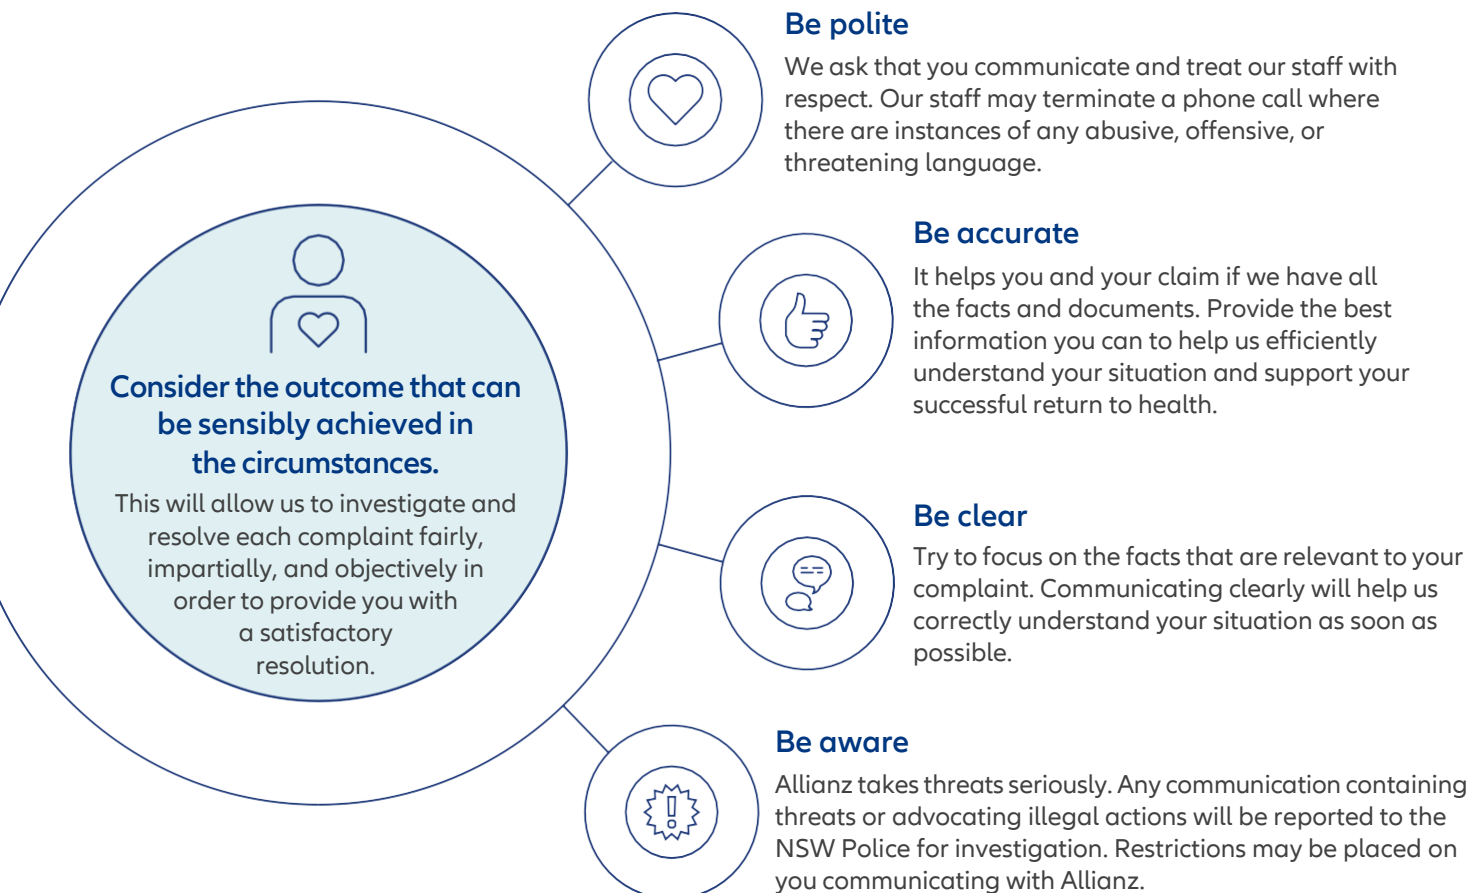 Be polite
We ask that you communicate and treat our staff with
respect. Our staff may terminate a phone call where
there are instances of any abusive, offensive, or
threatening language.
Be accurate
It helps you and your claim if we have all
the facts and documents. Provide the best
information you can to help us efficiently
understand your situation and support your
successful return to health.
Consider the outcome that can
be sensibly achieved in
the circumstances.
This will allow us to investigate and
resolve each complaint fairly,
impartially, and objectively in
order to provide you with
a satisfactory
resolution.
Be clear
Try to focus on the facts that are relevant to your
complaint. Communicating clearly will help us
correctly understand your situation as soon as
possible.
Be aware
Allianz takes threats seriously. Any communication containing
threats or advocating illegal actions will be reported to the
NSW Police for investigation. Restrictions may be placed on
you communicating with Allianz.